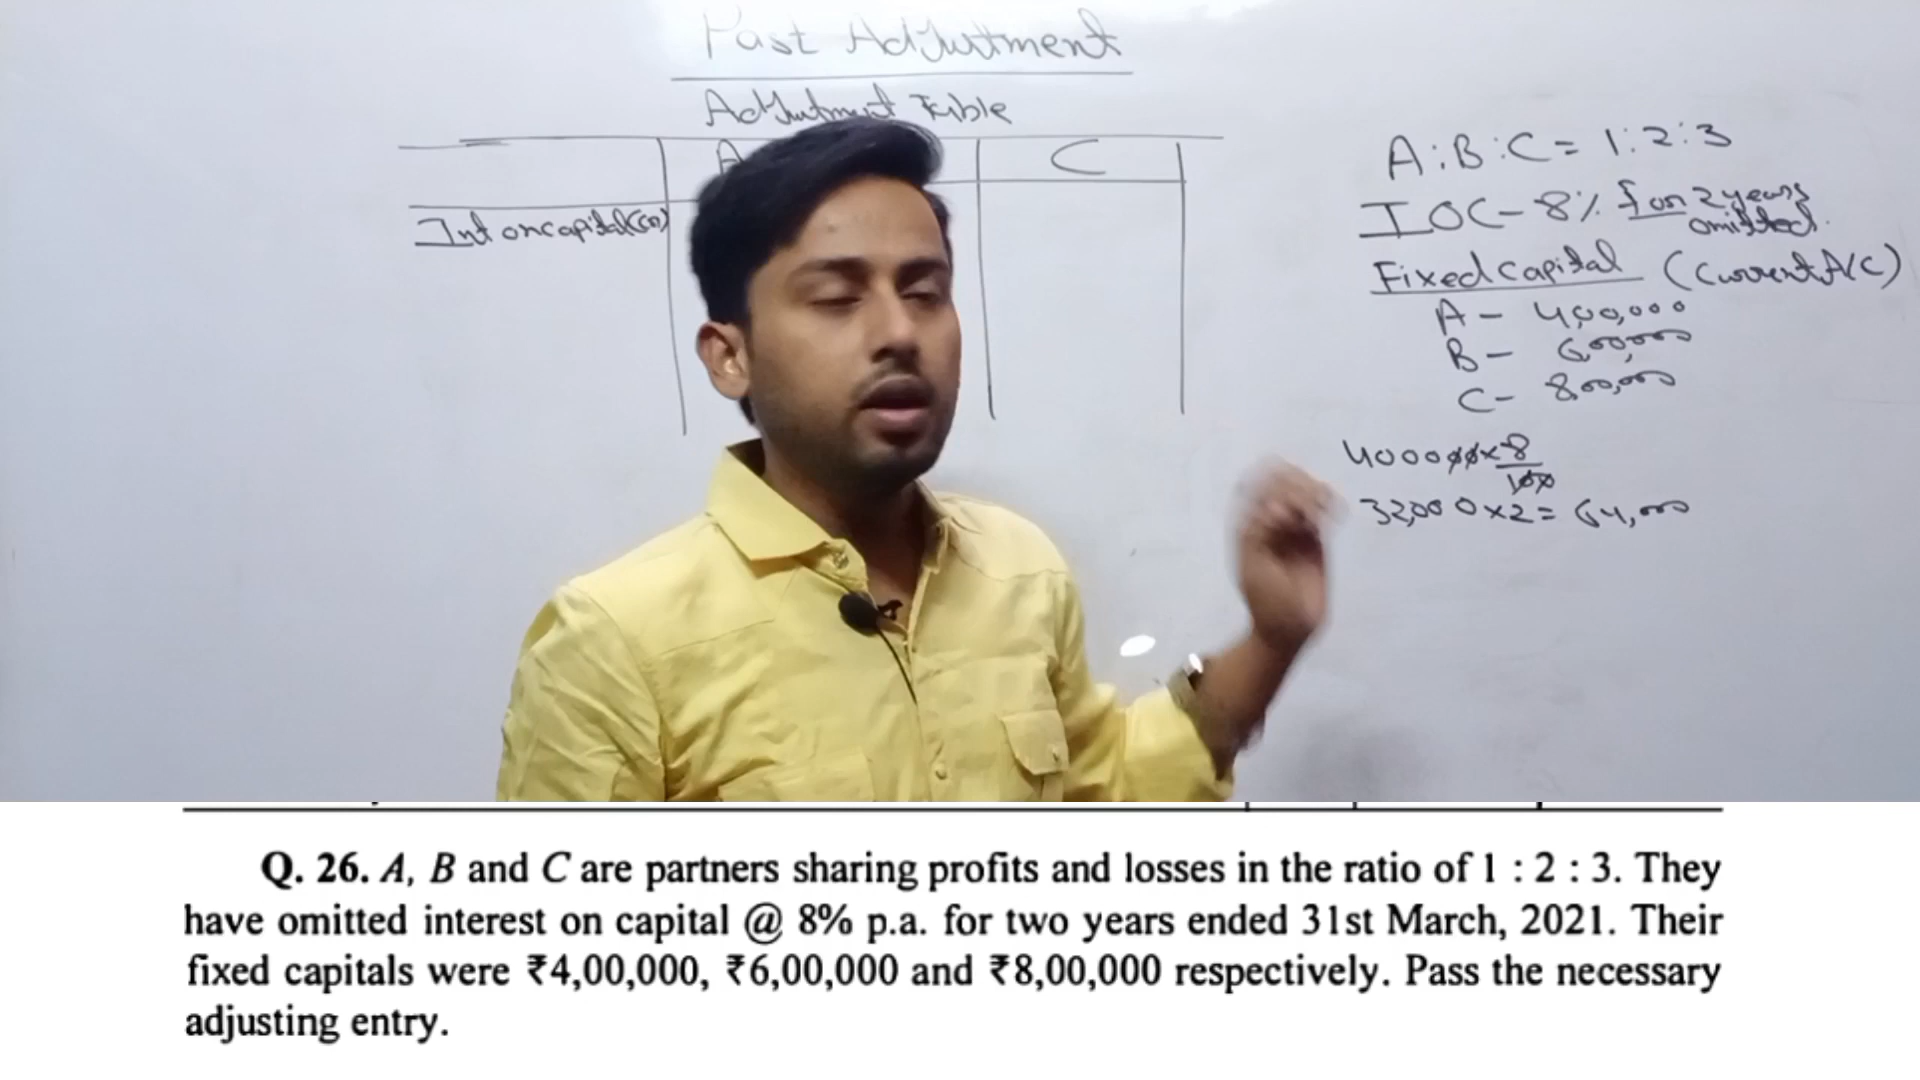 Past Adjustment
Adjutment Table
A
C
Int on capital(Cr)
A:B:C = 1:2:3
IOC - 8% for 2 years
omitted.
Fixed capital (Current A/C)
A - 4,00,000
B - 6,00,000
C - 8,00,000
400000 × 8
100
32,000 × 2 = 64,000
Q. 26. A, B and C are partners sharing profits and losses in the ratio of 1 : 2 : 3. They
have omitted interest on capital @ 8% p.a. for two years ended 31st March, 2021. Their
fixed capitals were ₹4,00,000, ₹6,00,000 and ₹8,00,000 respectively. Pass the necessary
adjusting entry.